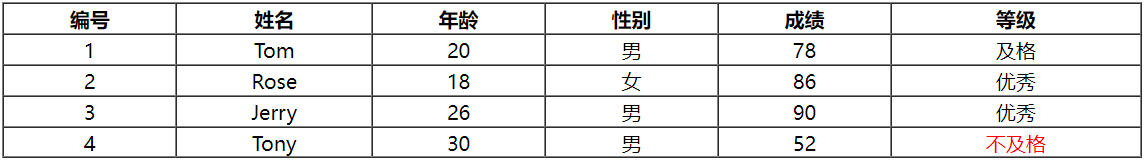 编号 姓名 年龄 性别 成绩 等级
1 Tom 20 男 78 及格
2 Rose 18 女 86 优秀
3 Jerry 26 男 90 优秀
4 Tony 30 男 52 不及格